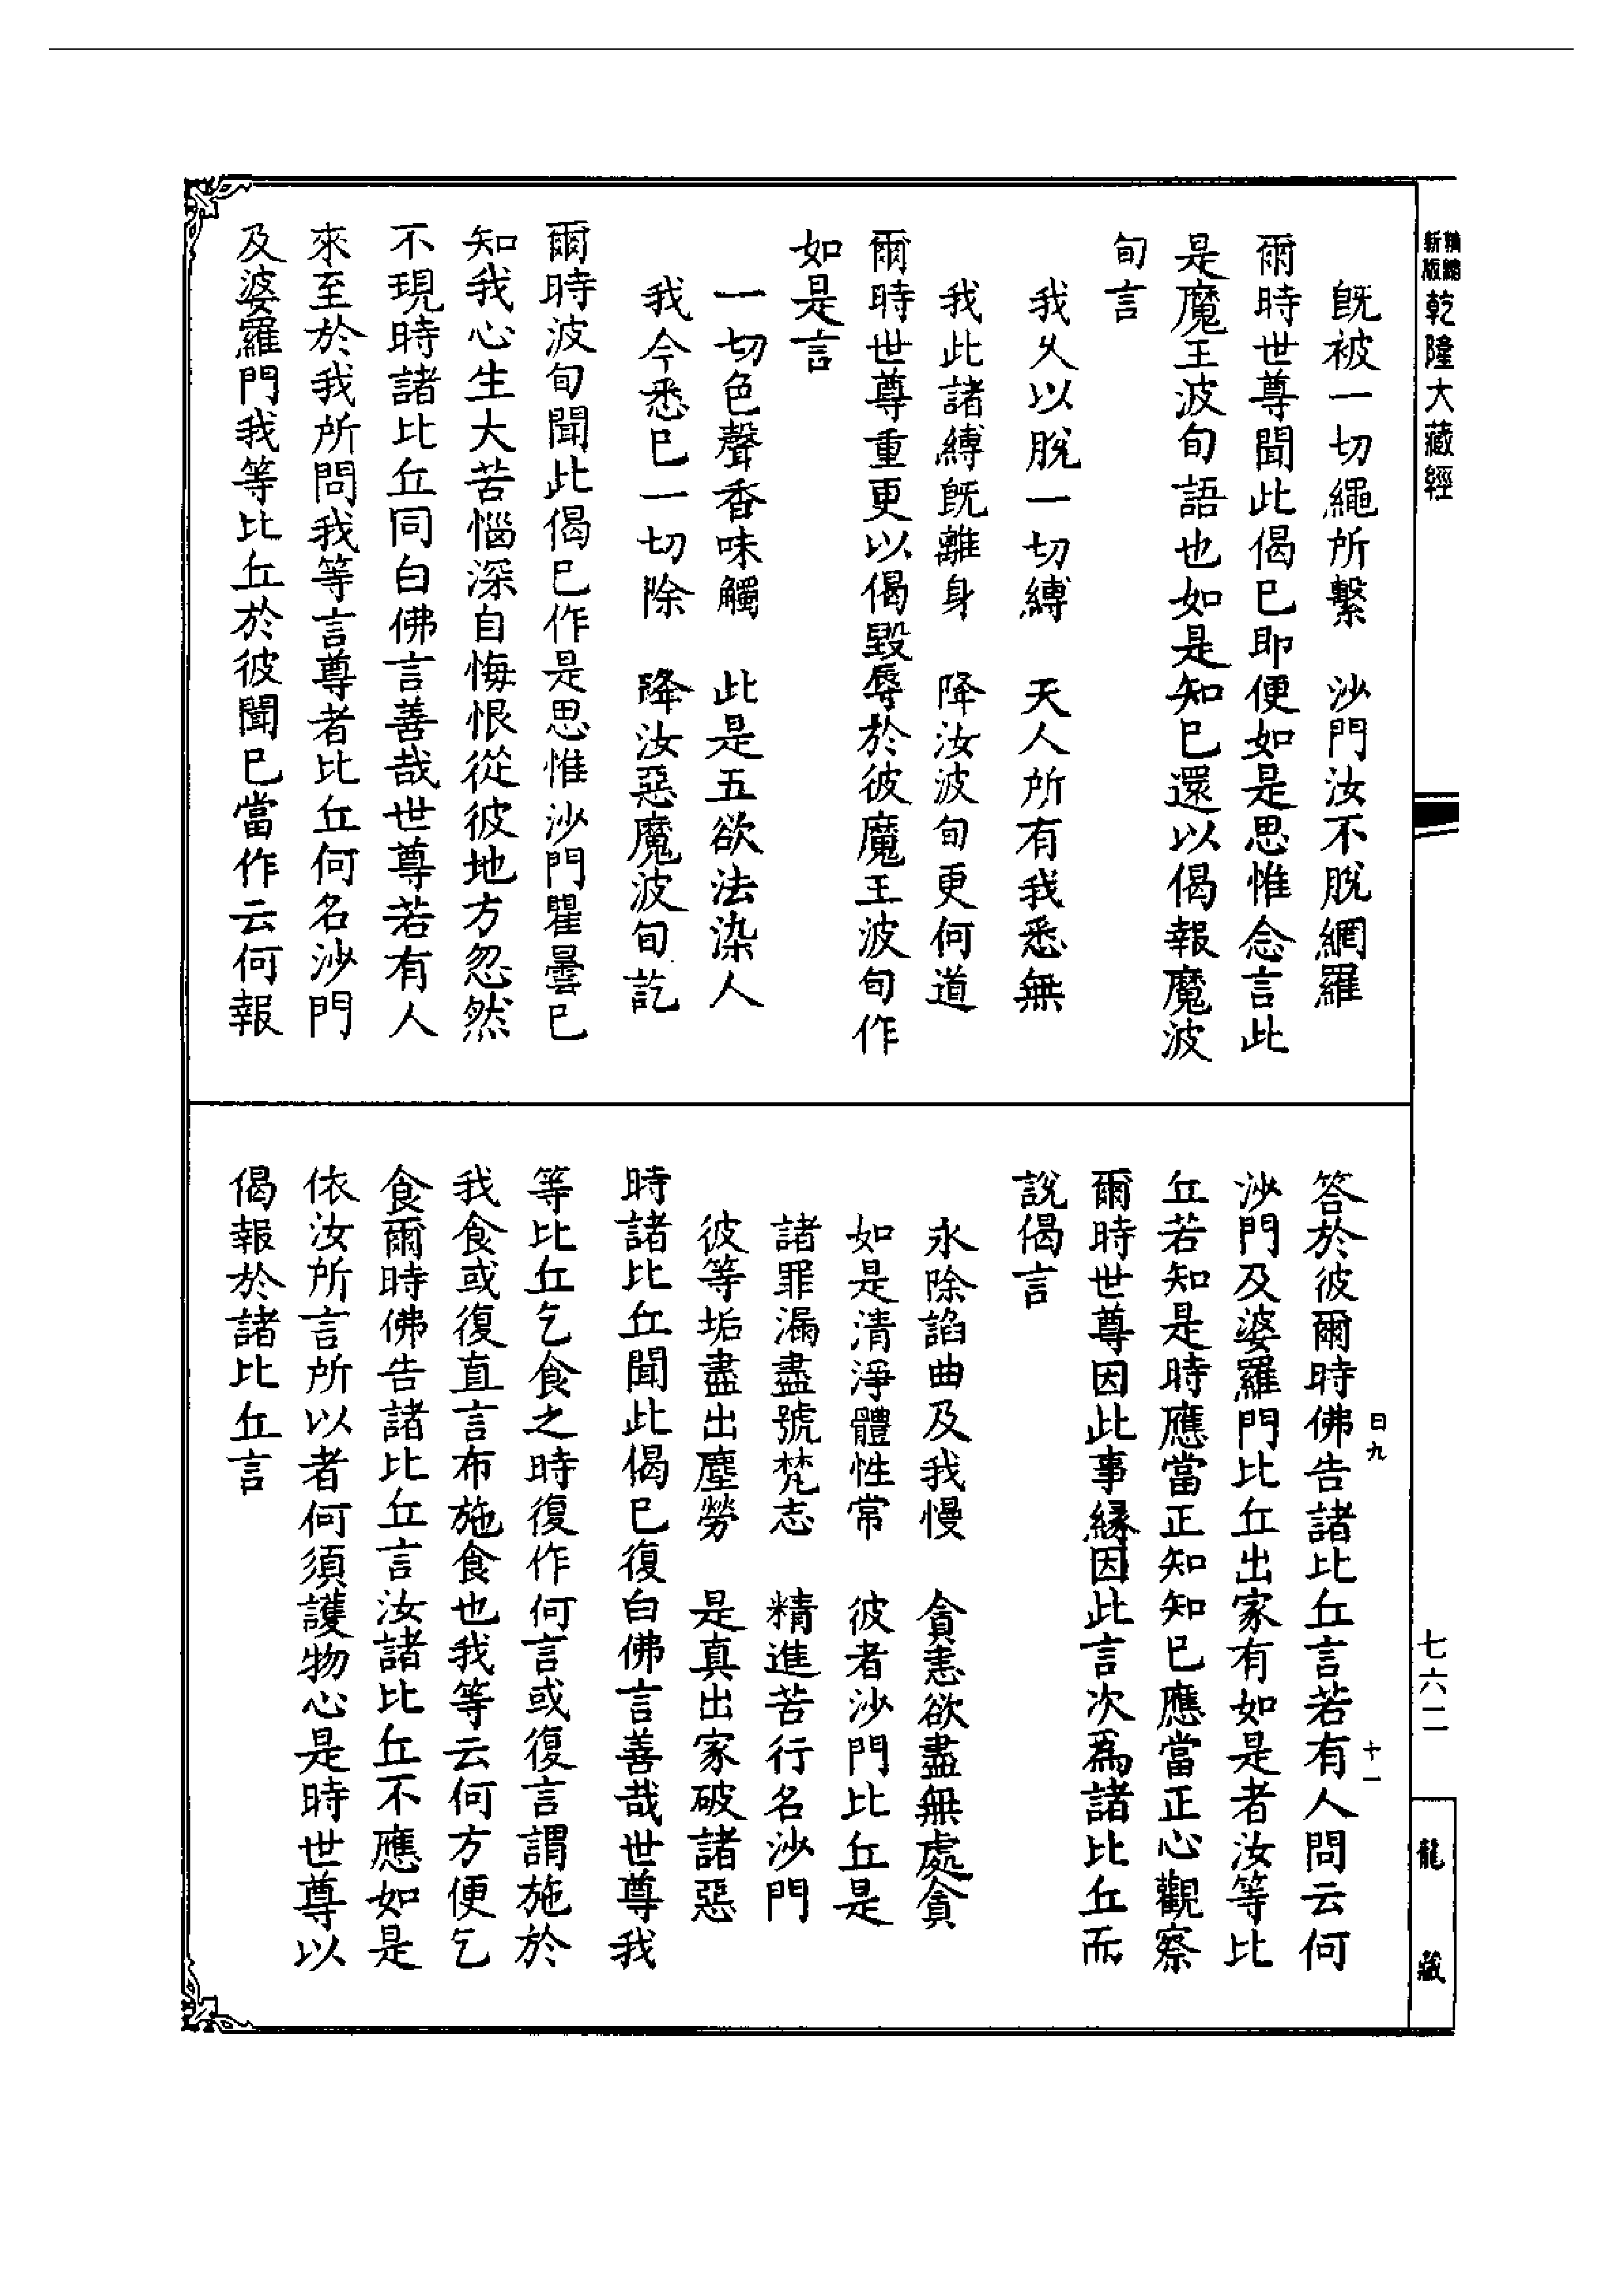 新版精縮乾隆大藏經
既被一切繩所繫　沙門汝不脫網羅
爾時世尊聞此偈已即便如是思惟念言此
是魔王波旬語也如是知已還以偈報魔波
旬言
我久以脫一切縛　天人所有我悉無
我此諸縛既離身　降汝波旬更何道
爾時世尊重更以偈毀辱於彼魔王波旬作
如是言
一切色聲香味觸　此是五欲法染人
我今悉已一切除　降汝惡魔波旬訖
爾時波旬聞此偈已作是思惟沙門瞿曇已
知我心生大苦惱深自悔恨從彼地方忽然
不現時諸比丘同白佛言善哉世尊若有人
來至於我所問我等言尊者比丘何名沙門
及婆羅門我等比丘於彼聞已當作云何報
答於彼爾時佛告諸比丘言若有人問云何
沙門及婆羅門比丘出家有如是者汝等比
丘若知是時應當正知知已應當正心觀察
爾時世尊因此事緣因此言次爲諸比丘而
說偈言
永除諂曲及我慢　貪恚欲盡無處貪
如是清淨體性常　彼者沙門比丘是
諸罪漏盡號梵志　精進苦行名沙門
彼等垢盡出塵勞　是真出家破諸惡
時諸比丘聞此偈已復白佛言善哉世尊我
等比丘乞食之時復作何言或復言謂施於
我食或復直言布施食也我等云何方便乞
食爾時佛告諸比丘言汝諸比丘不應如是
依汝所言所以者何須護物心是時世尊以
偈報於諸比丘言
曰九
十一
七六二
龍藏